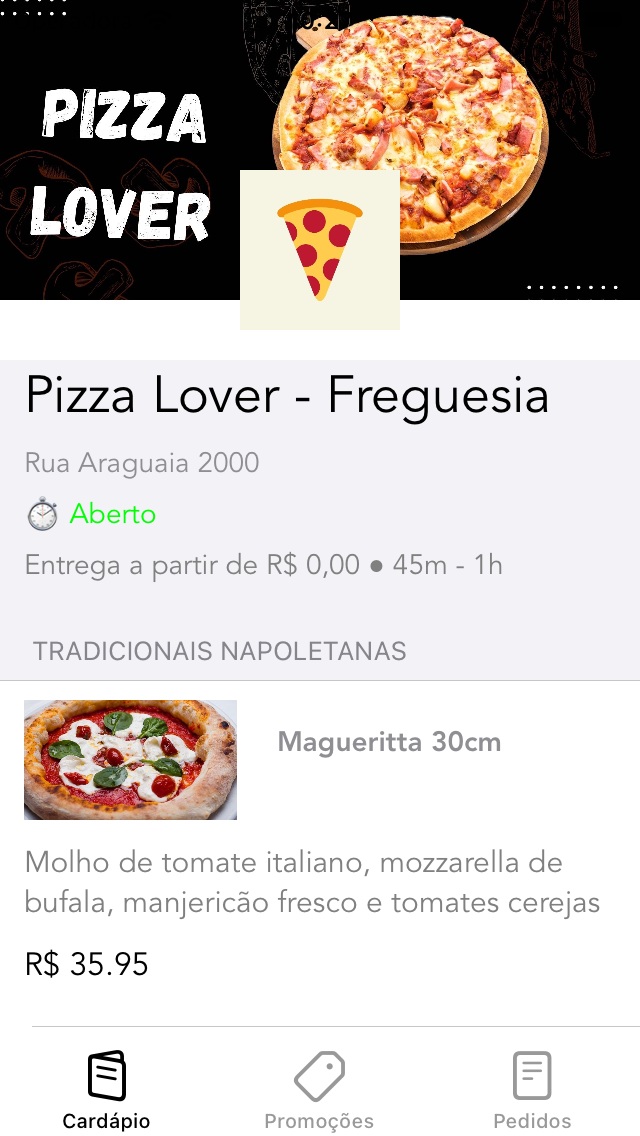 PIZZA
LOVER
Pizza Lover - Freguesia
Rua Araguaia 2000
Aberto
Entrega a partir de R$ 0,00 ● 45m - 1h
TRADICIONAIS NAPOLETANAS
Magueritta 30cm
Molho de tomate italiano, mozzarella de
bufala, manjericão fresco e tomates cerejas
R$ 35.95
Cardápio Promoções Pedidos